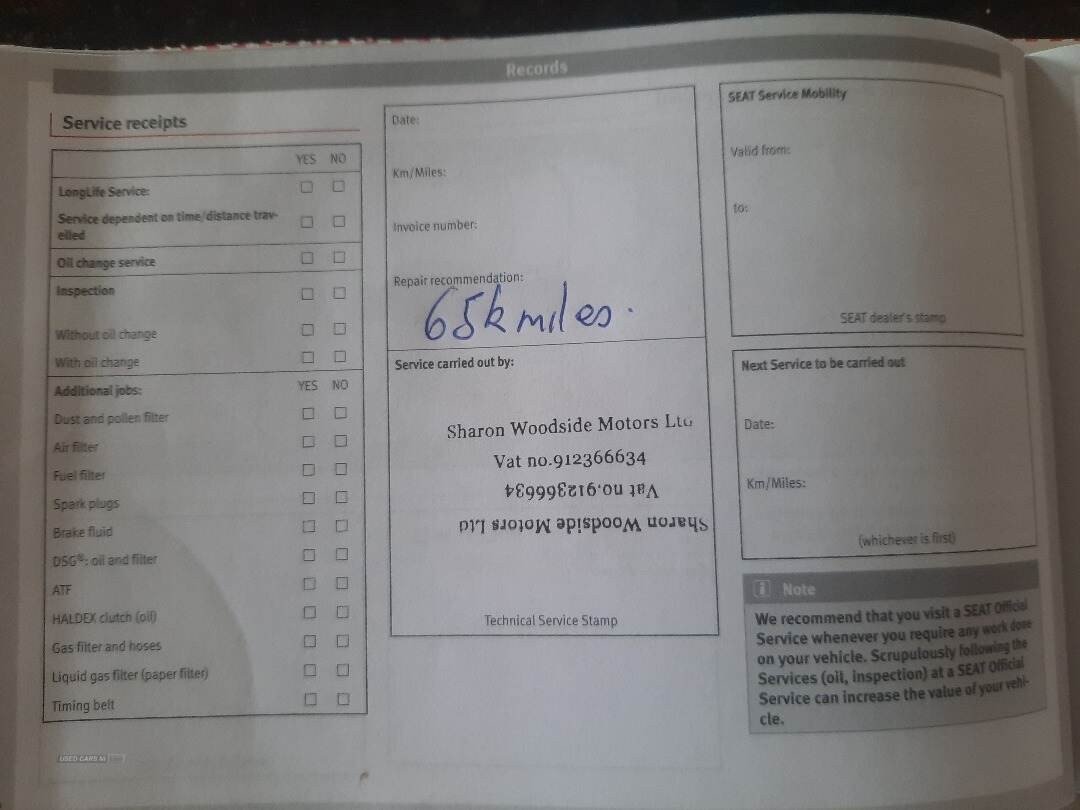 Records
Service receipts
YES NO
LongLife Service:
Service dependent on time/distance trav-
elled
Oil change service
Inspection
Without oil change
With oil change
Additional jobs: YES NO
Dust and pollen filter
Air filter
Fuel filter
Spark plugs
Brake fluid
DSG®: oil and filter
ATF
HALDEX clutch (oil)
Gas filter and hoses
Liquid gas filter (paper filter)
Timing belt
Date:
Km/Miles:
Invoice number:
Repair recommendation:
65k miles.
Service carried out by:
Sharon Woodside Motors Ltd
Vat no.912366634
Vat no.912366634
Sharon Woodside Motors Ltd
Technical Service Stamp
SEAT Service Mobility
Valid from:
to:
SEAT dealer's stamp
Next Service to be carried out
Date:
Km/Miles:
(whichever is first)
i Note
We recommend that you visit a SEAT Official
Service whenever you require any work done
on your vehicle. Scrupulously following the
Services (oil, inspection) at a SEAT Official
Service can increase the value of your vehi-
cle.
USED CARS NI